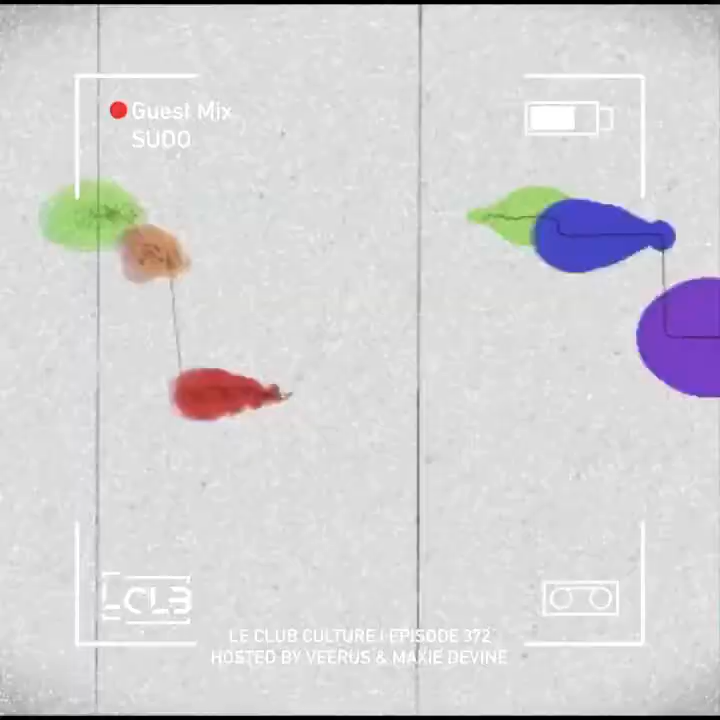 Guest Mix
SUDO
LCLB
LE CLUB CULTURE | EPISODE 372
HOSTED BY VEERUS & MAXIE DEVINE